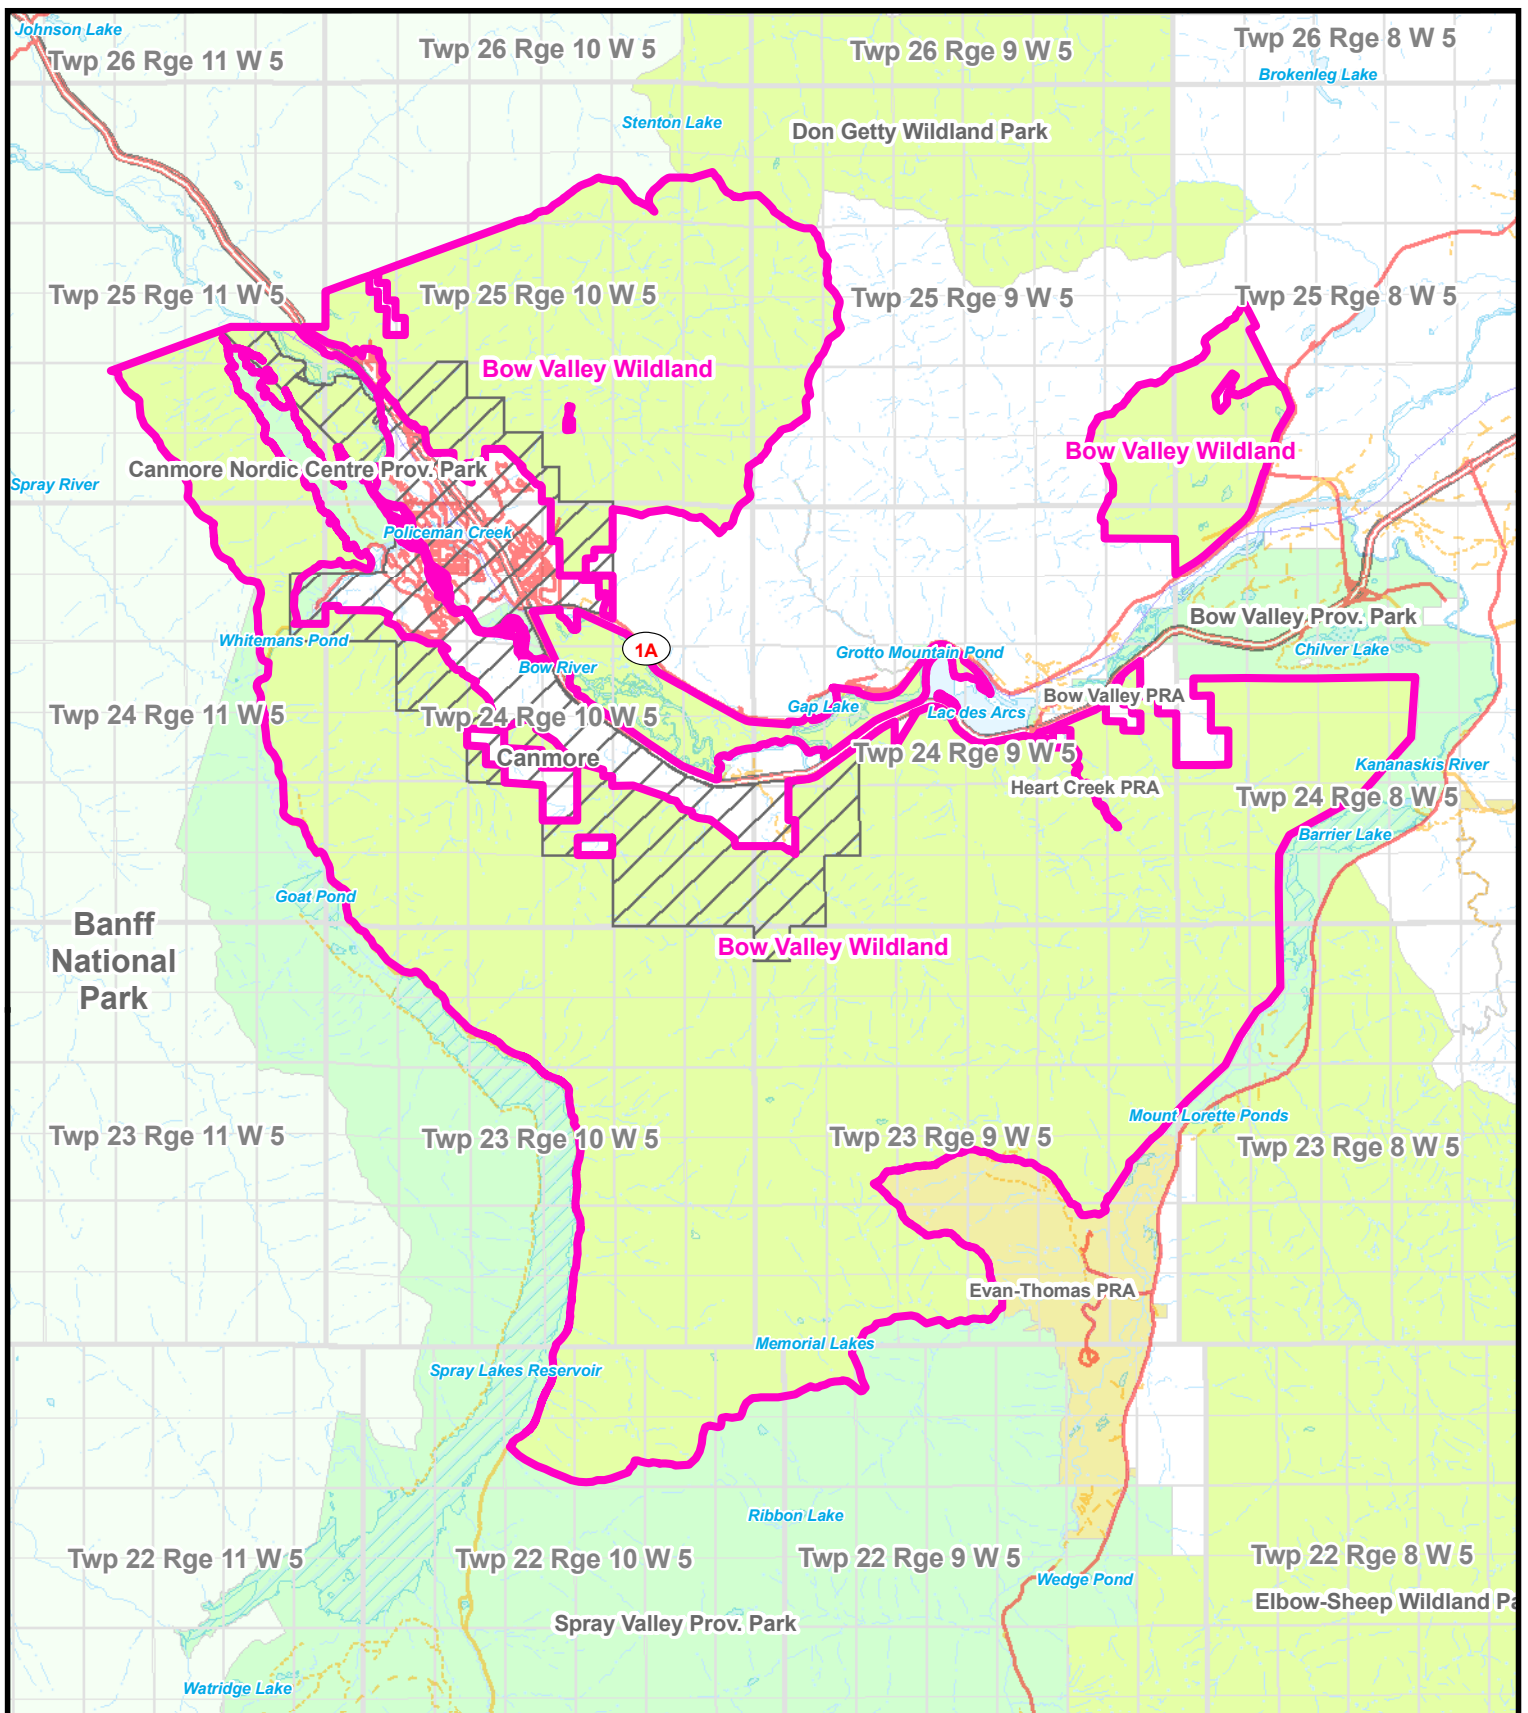 Johnson Lake
Twp 26 Rge 11 W 5
Twp 26 Rge 10 W 5
Twp 26 Rge 9 W 5
Twp 26 Rge 8 W 5
Brokenleg Lake
Stenton Lake
Don Getty Wildland Park
Twp 25 Rge 11 W 5
Twp 25 Rge 10 W 5
Twp 25 Rge 9 W 5
Twp 25 Rge 8 W 5
Bow Valley Wildland
Bow Valley Wildland
Canmore Nordic Centre Prov. Park
Spray River
Policeman Creek
Bow Valley Prov. Park
Whitemans Pond
1A
Chilver Lake
Grotto Mountain Pond
Bow River
Bow Valley PRA
Gap Lake
Lac des Arcs
Twp 24 Rge 11 W 5
Twp 24 Rge 10 W 5
Canmore
Twp 24 Rge 9 W 5
Kananaskis River
Heart Creek PRA
Twp 24 Rge 8 W 5
Barrier Lake
Goat Pond
Banff
National
Park
Bow Valley Wildland
Mount Lorette Ponds
Twp 23 Rge 11 W 5
Twp 23 Rge 10 W 5
Twp 23 Rge 9 W 5
Twp 23 Rge 8 W 5
Evan-Thomas PRA
Memorial Lakes
Spray Lakes Reservoir
Ribbon Lake
Twp 22 Rge 11 W 5
Twp 22 Rge 10 W 5
Twp 22 Rge 9 W 5
Twp 22 Rge 8 W 5
Wedge Pond
Elbow-Sheep Wildland Pa
Spray Valley Prov. Park
Watridge Lake